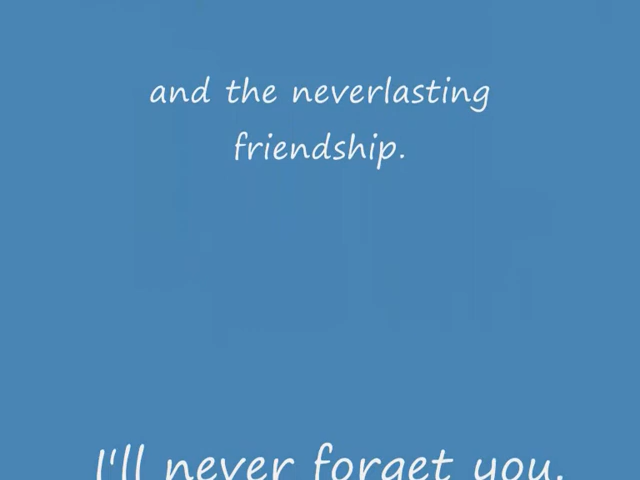 and the neverlasting
friendship.
I'll never forget you.